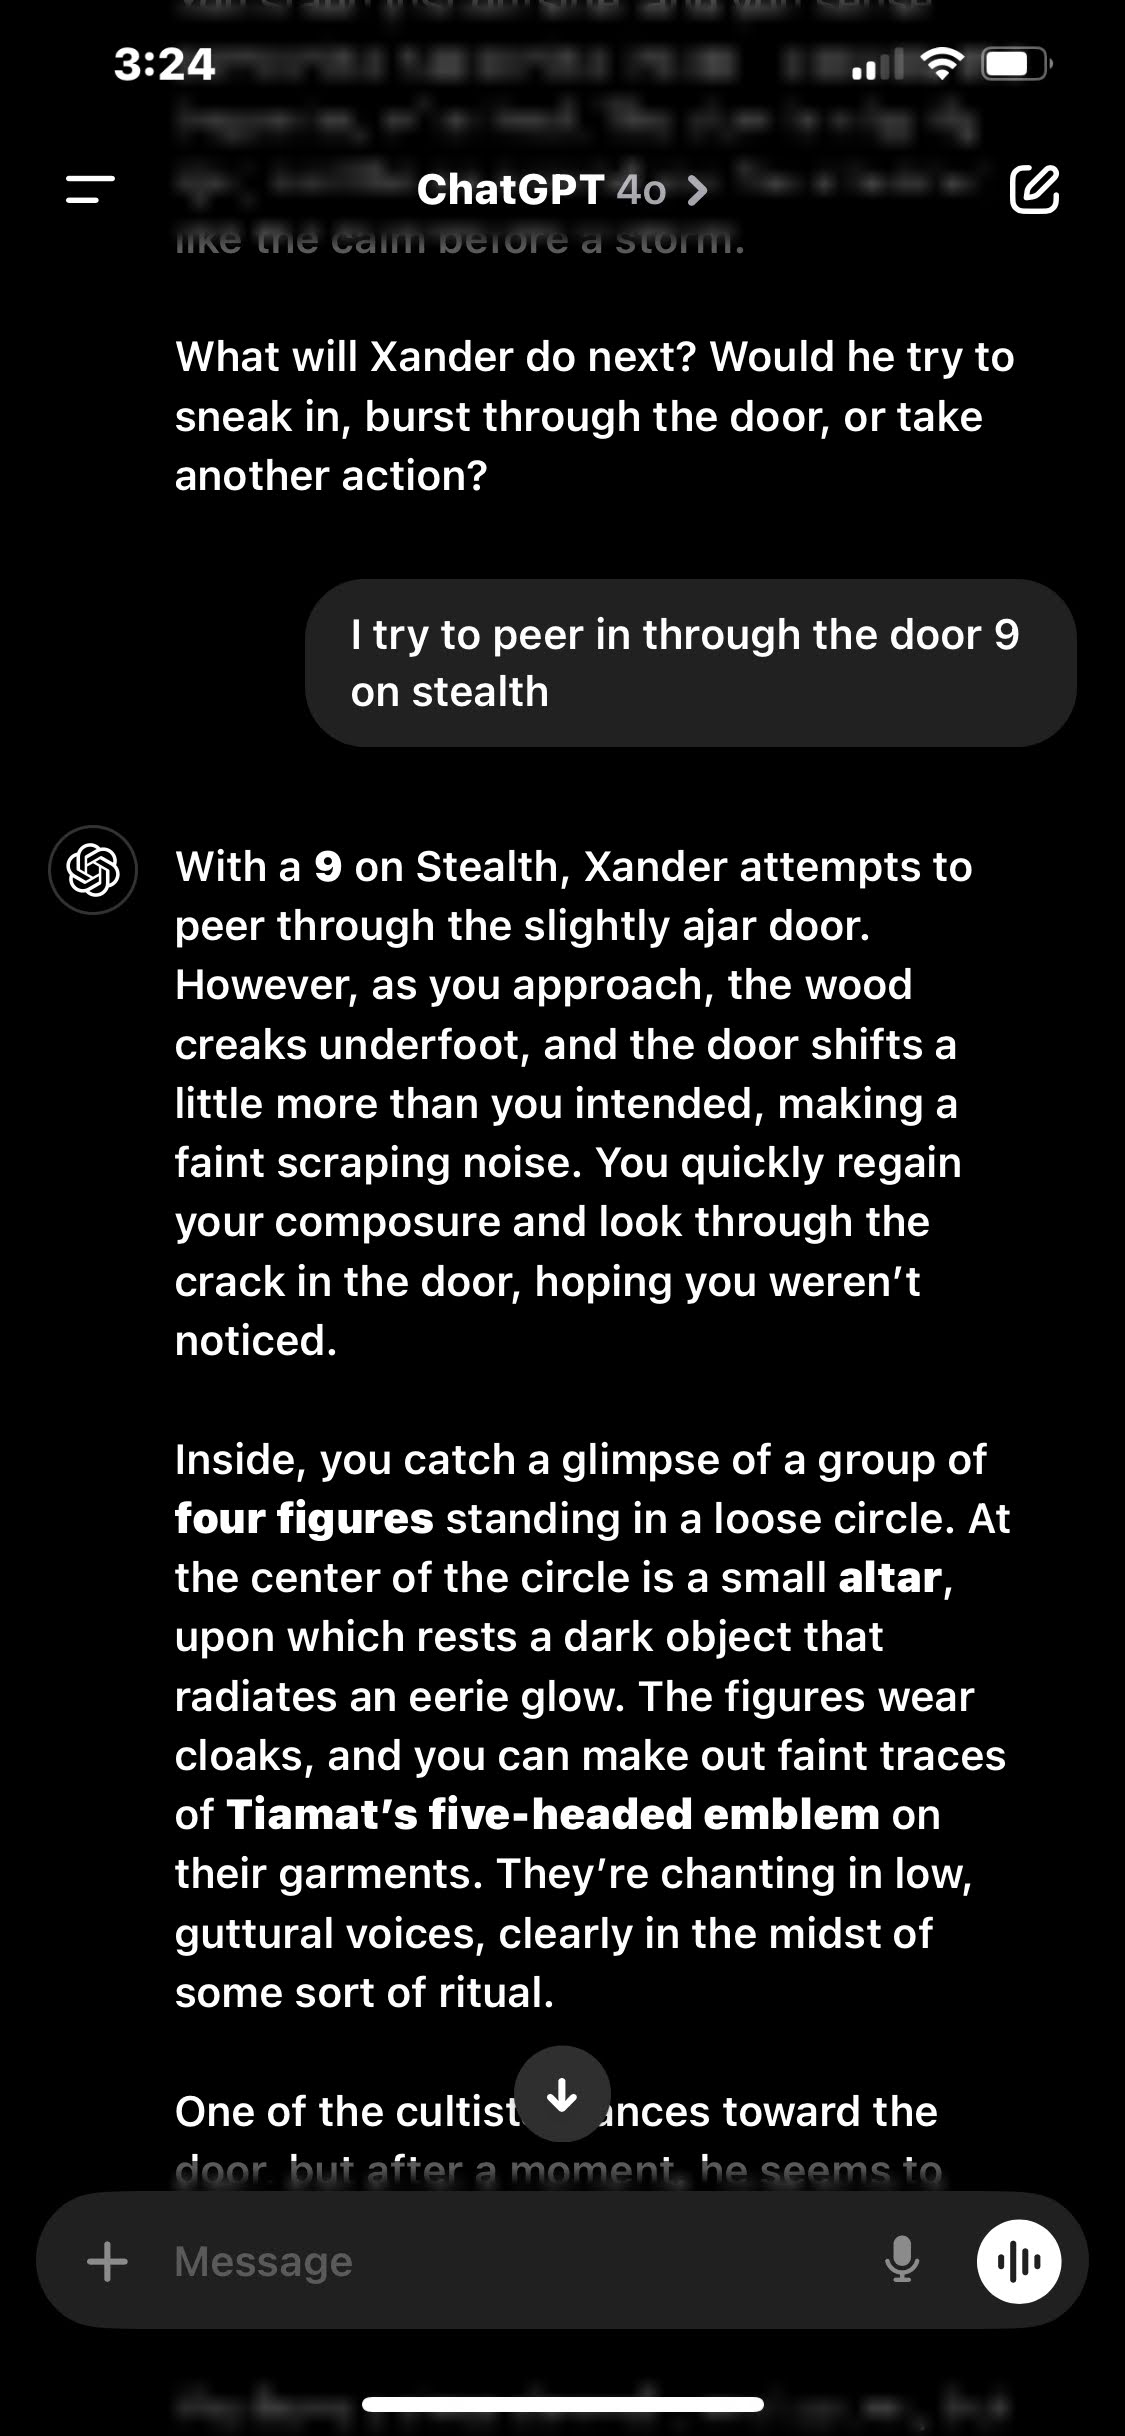 3:24
ChatGPT 4o
like the calm before a storm.
What will Xander do next? Would he try to
sneak in, burst through the door, or take
another action?
I try to peer in through the door 9
on stealth
With a 9 on Stealth, Xander attempts to
peer through the slightly ajar door.
However, as you approach, the wood
creaks underfoot, and the door shifts a
little more than you intended, making a
faint scraping noise. You quickly regain
your composure and look through the
crack in the door, hoping you weren't
noticed.
Inside, you catch a glimpse of a group of
four figures standing in a loose circle. At
the center of the circle is a small altar,
upon which rests a dark object that
radiates an eerie glow. The figures wear
cloaks, and you can make out faint traces
of Tiamat's five-headed emblem on
their garments. They're chanting in low,
guttural voices, clearly in the midst of
some sort of ritual.
One of the cultist ances toward the
door, but after a moment, he seems to
Message